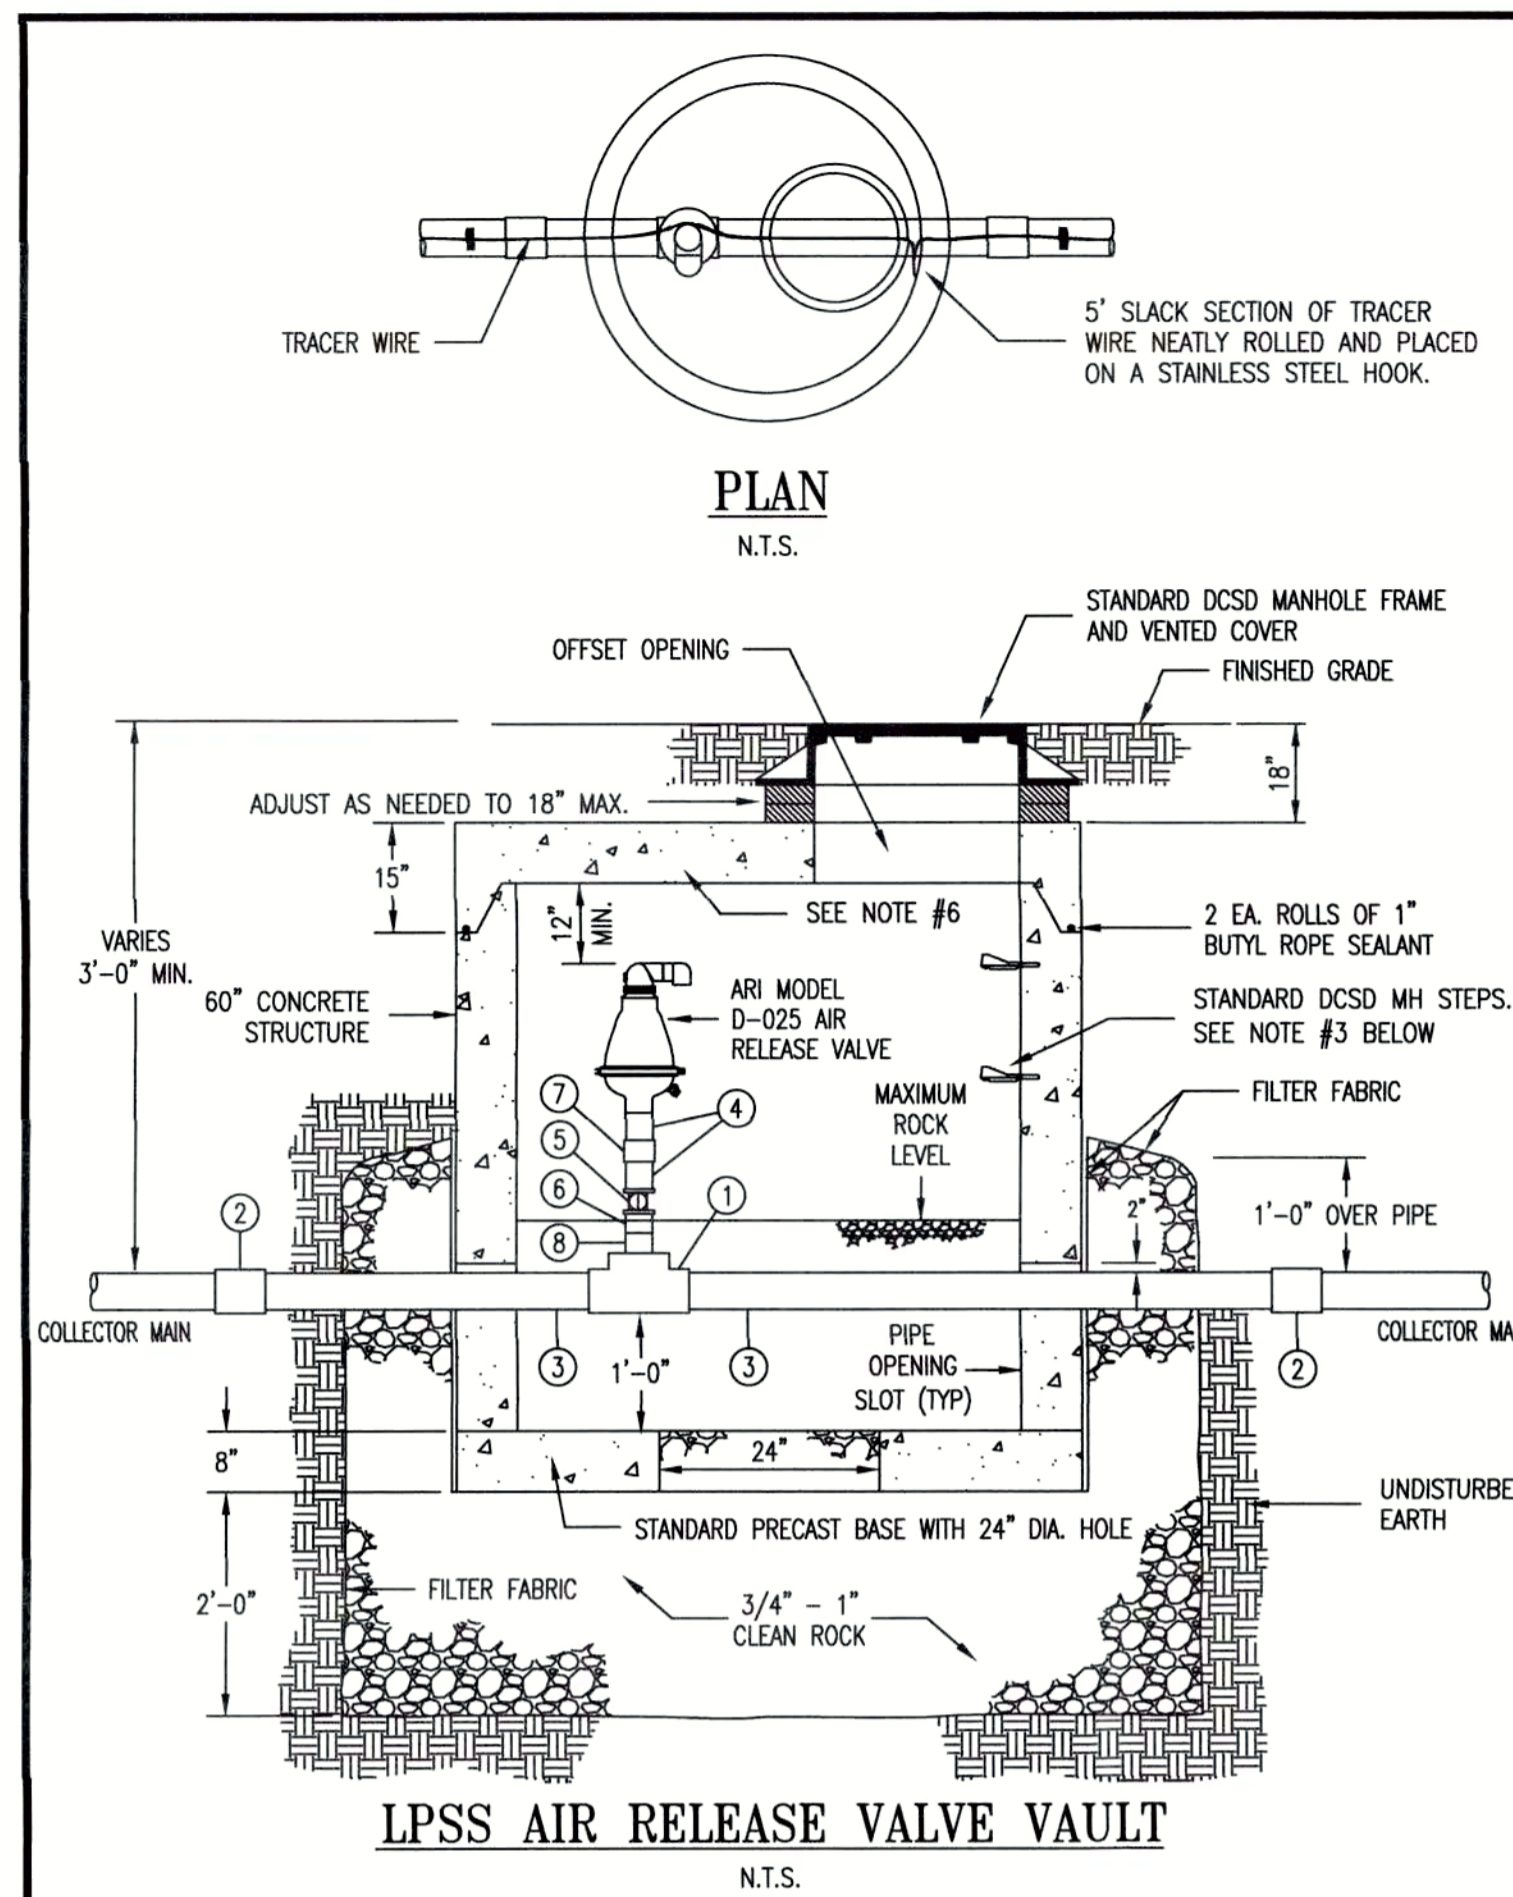 TRACER WIRE
5' SLACK SECTION OF TRACER
WIRE NEATLY ROLLED AND PLACED
ON A STAINLESS STEEL HOOK.
PLAN
N.T.S.
STANDARD DCSD MANHOLE FRAME
AND VENTED COVER
OFFSET OPENING
FINISHED GRADE
18"
ADJUST AS NEEDED TO 18" MAX.
15"
12"
MIN.
SEE NOTE #6
2 EA. ROLLS OF 1"
BUTYL ROPE SEALANT
VARIES
3'-0" MIN.
60" CONCRETE
STRUCTURE
ARI MODEL
D-025 AIR
RELEASE VALVE
STANDARD DCSD MH STEPS.
SEE NOTE #3 BELOW
FILTER FABRIC
MAXIMUM
ROCK
LEVEL
7
4
5
6
1
8
2
2"
1'-0" OVER PIPE
COLLECTOR MAIN
COLLECTOR MA
3
1'-0"
3
PIPE
OPENING
SLOT (TYP)
2
8"
24"
STANDARD PRECAST BASE WITH 24" DIA. HOLE
UNDISTURBE
EARTH
2'-0"
FILTER FABRIC
3/4" - 1"
CLEAN ROCK
LPSS AIR RELEASE VALVE VAULT
N.T.S.